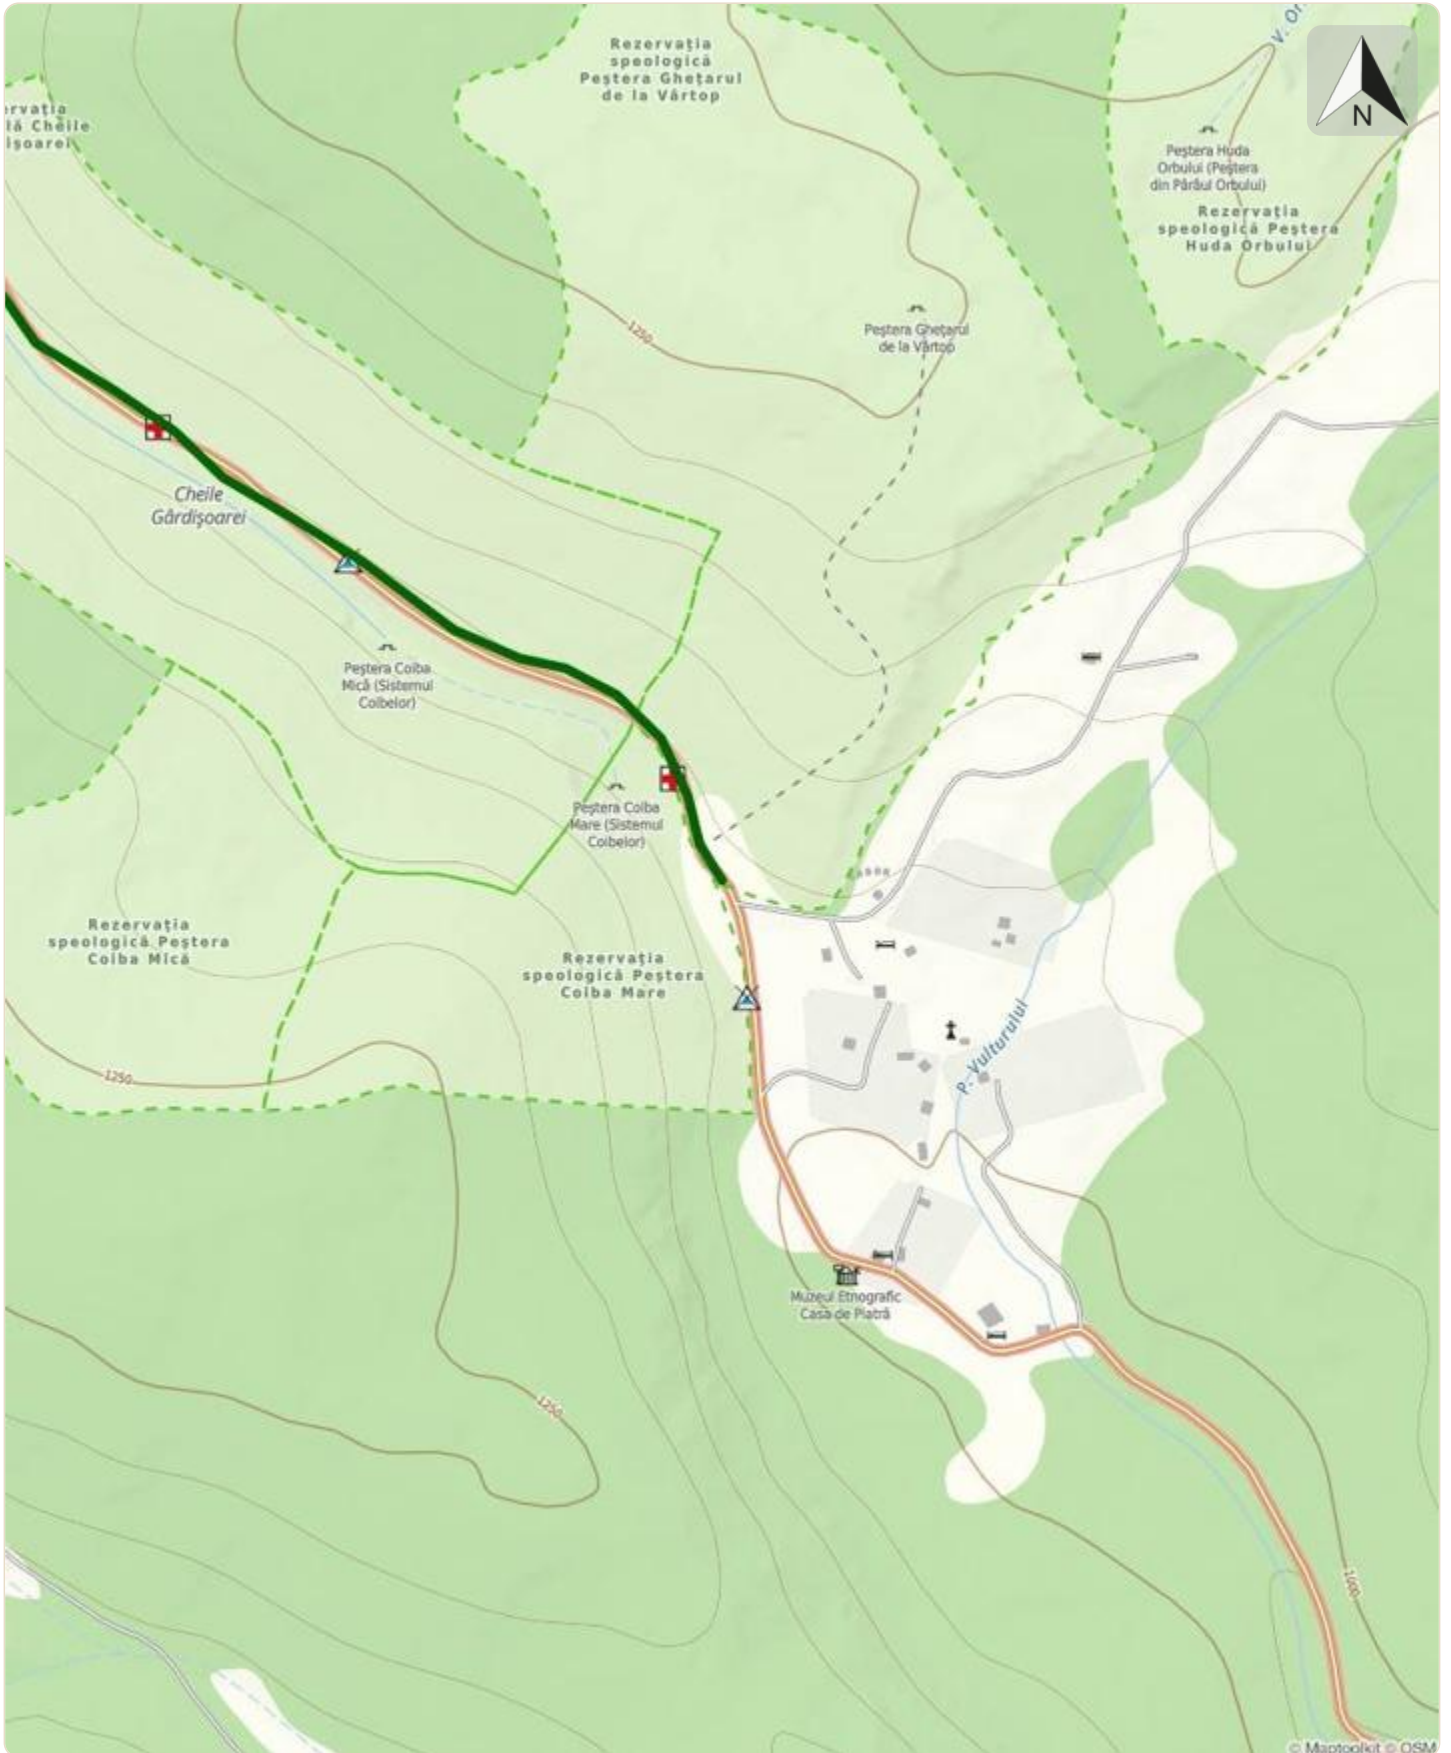 Rezervaţia
speologică
Peştera Gheţarul
de la Vârtop
V. Or
N
ervaţia
lă Cheile
işoarei
Peştera Huda
Orbului (Peştera
din Pârâul Orbului)
Rezervaţia
speologică Peştera
Huda Orbului
1250
Peştera Gheţarul
de la Vârtop
Cheile
Gârdişoarei
Peştera Coiba
Mică (Sistemul
Coibelor)
Peştera Coiba
Mare (Sistemul
Coibelor)
Rezervaţia
speologică Peştera
Coiba Mică
Rezervaţia
speologică Peştera
Coiba Mare
P. Vulturului
1250
Muzeul Etnografic
Casa de Piatră
1250
1000
© Maptoolkit © OSM